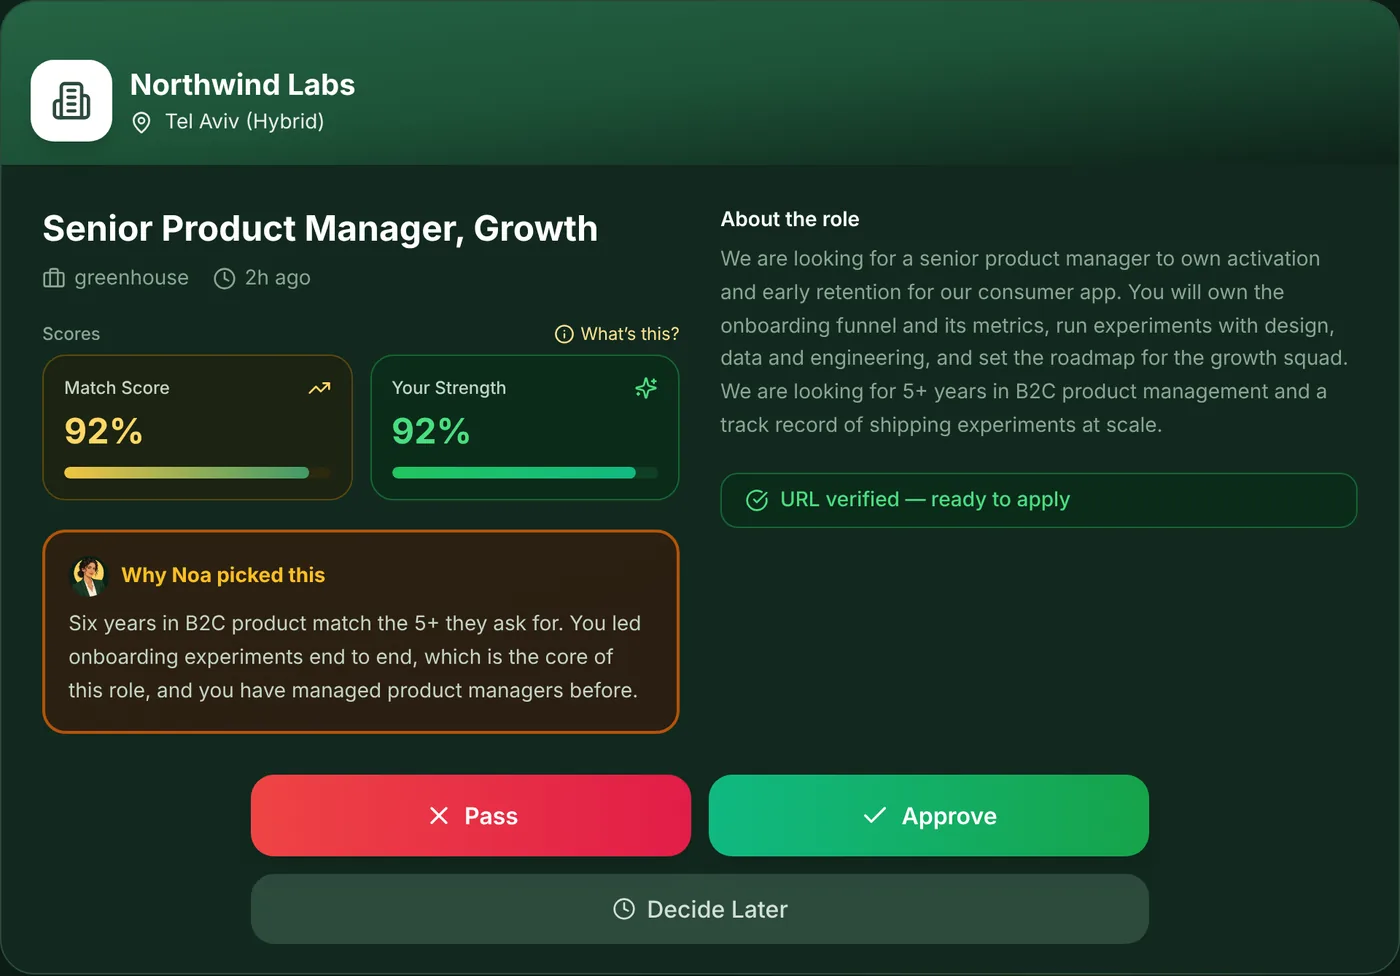 Northwind Labs
Tel Aviv (Hybrid)
Senior Product Manager, Growth
greenhouse 2h ago
Scores What's this?
Match Score
92%
Your Strength
92%
Why Noa picked this
Six years in B2C product match the 5+ they ask for. You led
onboarding experiments end to end, which is the core of
this role, and you have managed product managers before.
About the role
We are looking for a senior product manager to own activation
and early retention for our consumer app. You will own the
onboarding funnel and its metrics, run experiments with design,
data and engineering, and set the roadmap for the growth squad.
We are looking for 5+ years in B2C product management and a
track record of shipping experiments at scale.
URL verified — ready to apply
Pass
Approve
Decide Later